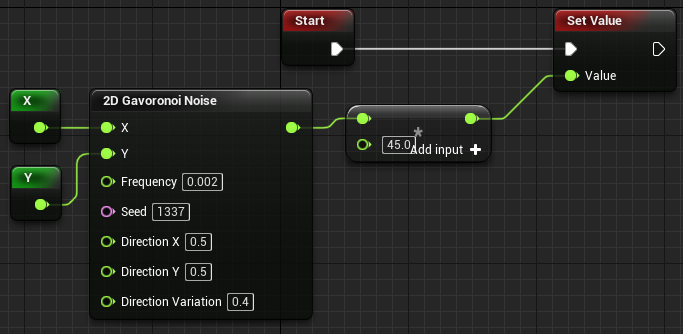 Start
Set Value
Value
X
2D Gavoronoi Noise
X
Y
Y
Frequency 0.002
Seed 1337
Direction X 0.5
Direction Y 0.5
Direction Variation 0.4
*
45.0
Add input +